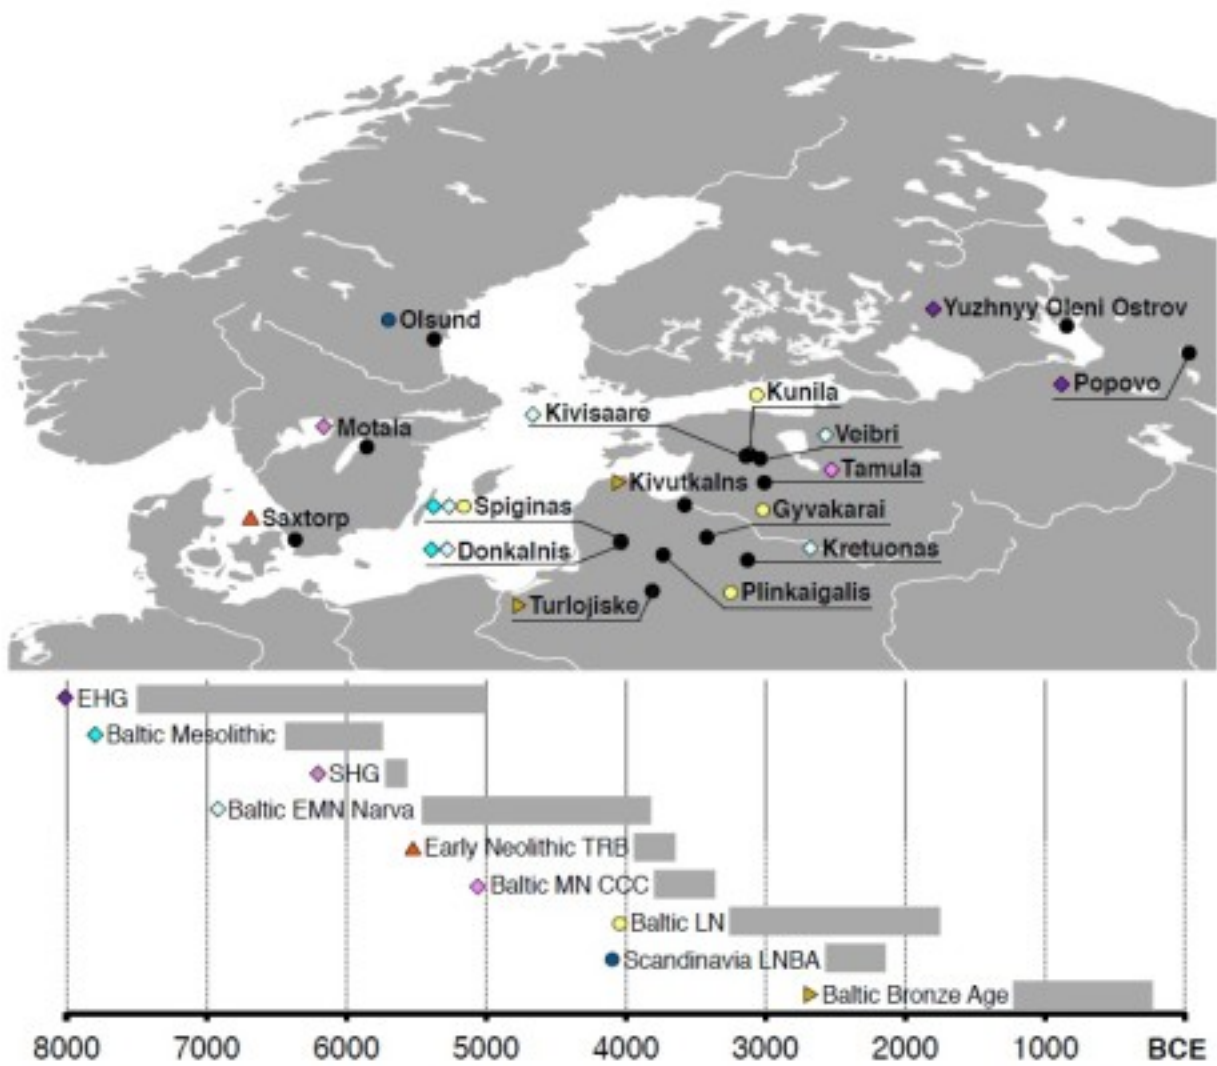 Yuzhnyy Oleni Ostrov
Olsund
Popovo
Kunila
Kivisaare
Motala
Veibri
Tamula
Kivutkalns
Spiginas
Gyvakarai
Saxtorp
Donkalnis
Kretuonas
Plinkaigalis
Turlojiske
EHG
Baltic Mesolithic
SHG
Baltic EMN Narva
Early Neolithic TRB
Baltic MN CCC
Baltic LN
Scandinavia LNBA
Baltic Bronze Age
8000 7000 6000 5000 4000 3000 2000 1000 BCE